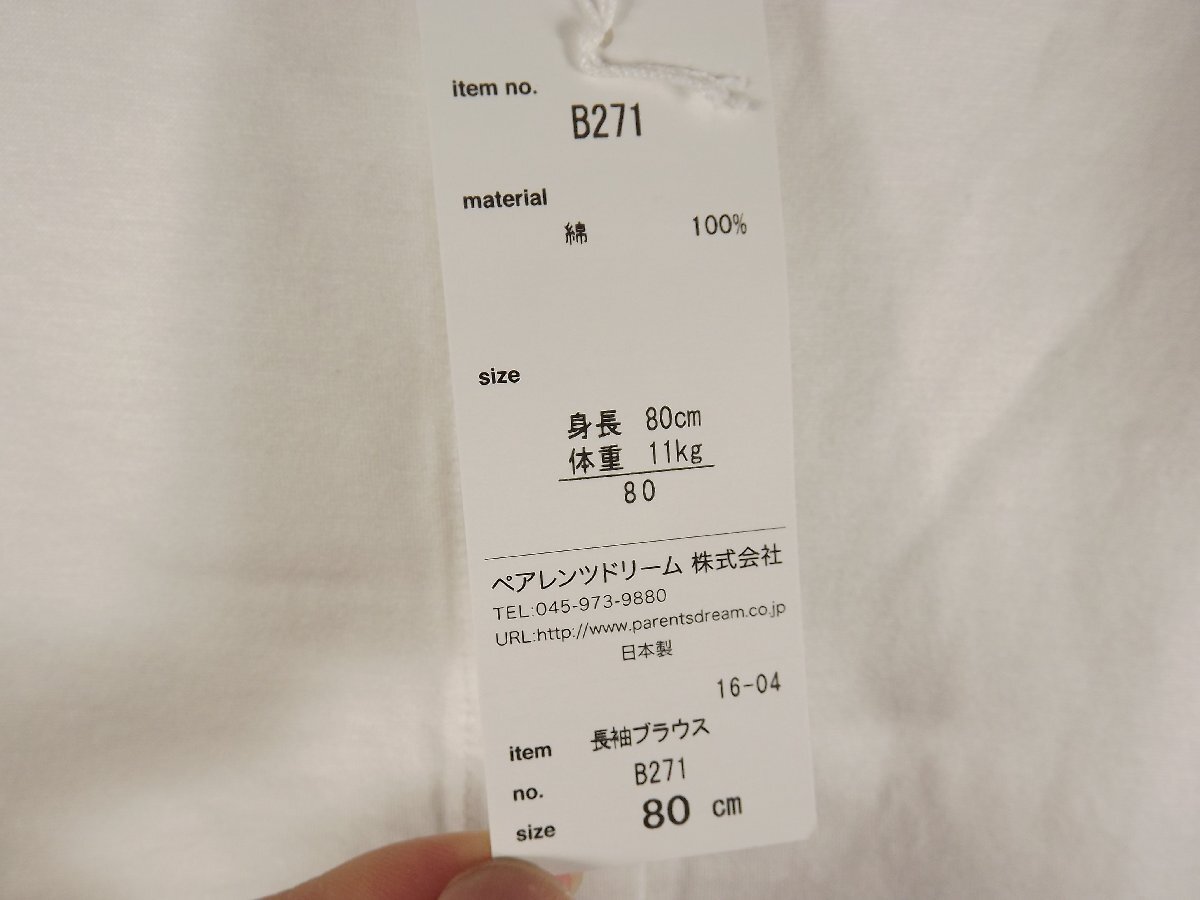 item no.
B271
material
綿 100%
size
身長 80cm
体重 11kg
80
ペアレンツドリーム 株式会社
TEL:045-973-9880
URL:http://www.parentsdream.co.jp
日本製
16-04
item 長袖ブラウス
no. B271
size 80 cm